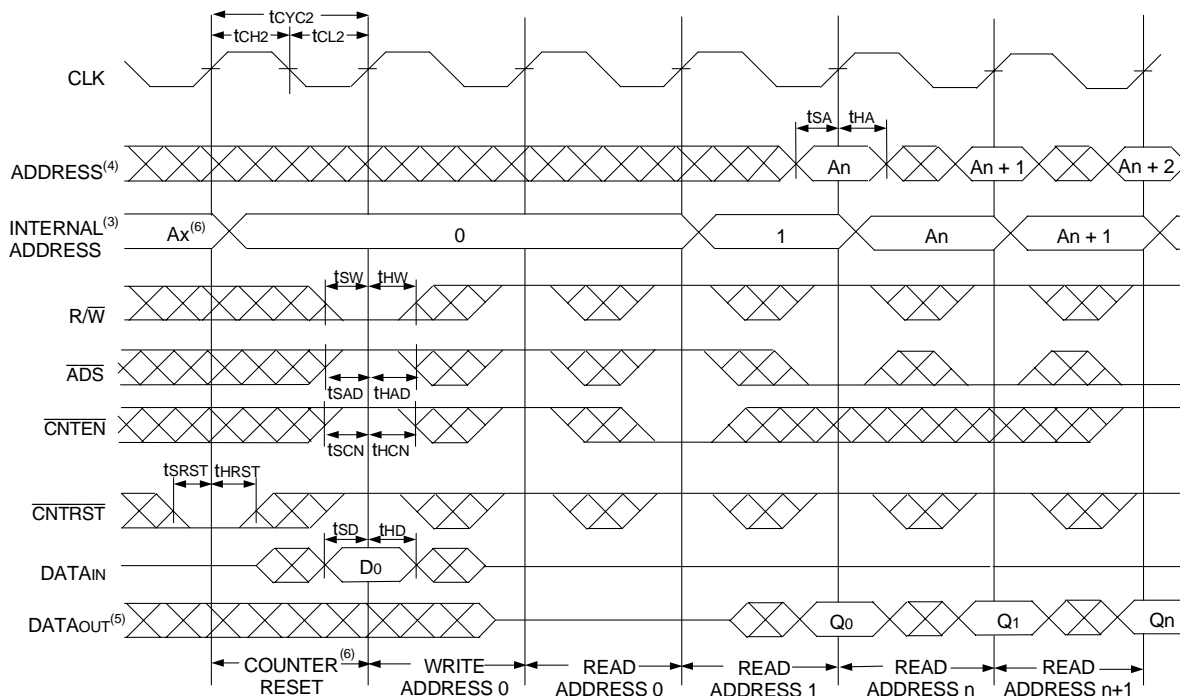 tCYC2
tCH2 tCL2
CLK
tSA tHA
ADDRESS(4) An An + 1 An + 2
INTERNAL(3) ADDRESS Ax(6) 0 1 An An + 1
tSW tHW
R/W
ADS
tSAD tHAD
CNTEN
tSCN tHCN
tSRST tHRST
CNTRST
tSD tHD
DATAIN D0
DATAOUT(5) Q0 Q1 Qn
COUNTER(6) RESET
WRITE ADDRESS 0
READ ADDRESS 0
READ ADDRESS 1
READ ADDRESS n
READ ADDRESS n+1